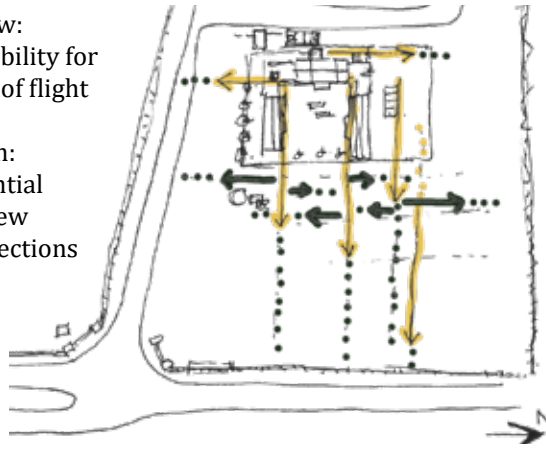 w:
bility for
of flight
n:
ntial
ew
ections
N